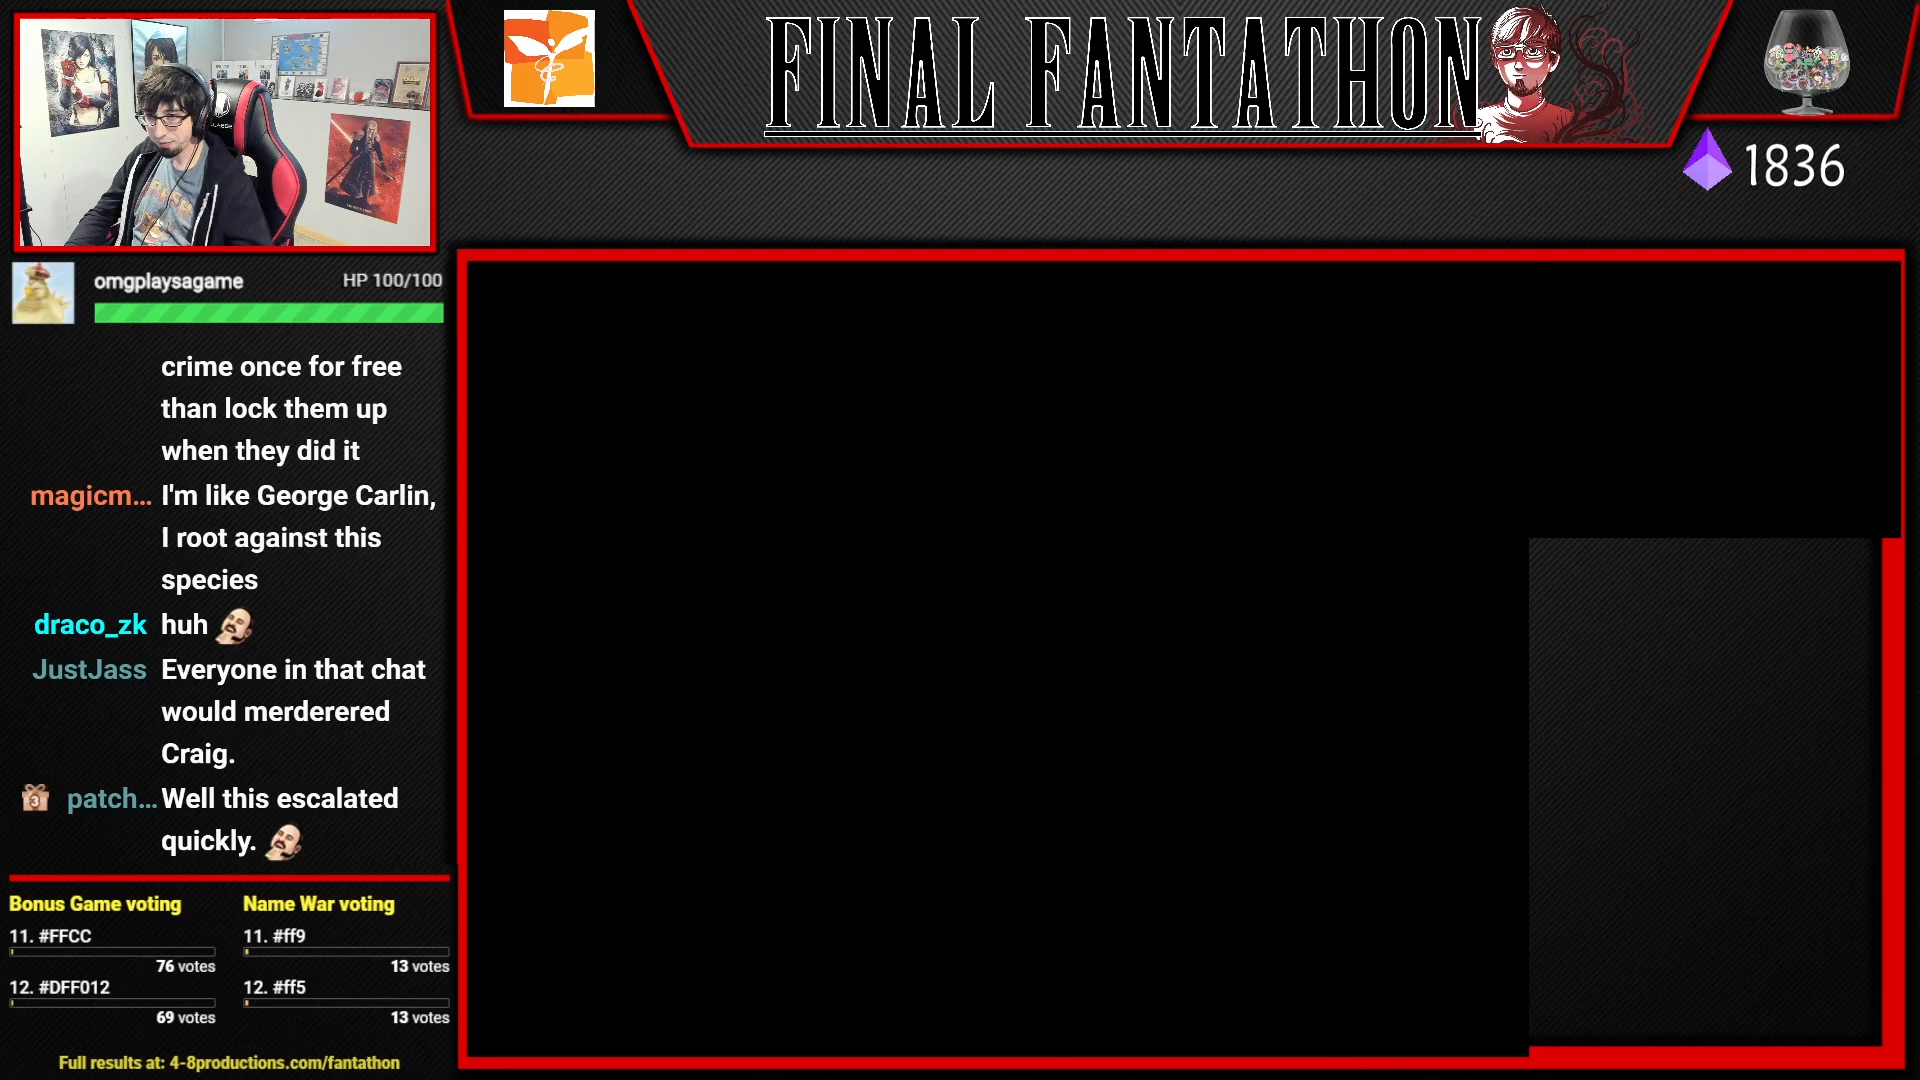 FINAL FANTATHON
1836
omgplaysagame
HP 100/100
crime once for free
than lock them up
when they did it
magicm... I'm like George Carlin,
I root against this
species
draco_zk huh
JustJass Everyone in that chat
would merderered
Craig.
3 patch... Well this escalated
quickly.
Bonus Game voting
11. #FFCC
76 votes
12. #DFF012
69 votes
Name War voting
11. #ff9
13 votes
12. #ff5
13 votes
Full results at: 4-8productions.com/fantathon